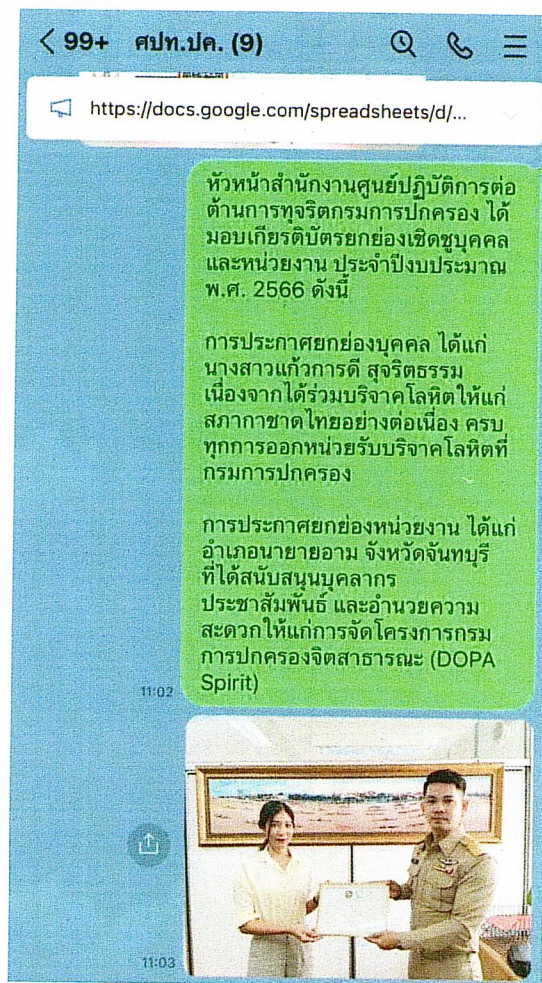 99+ ศปท.ปค. (9)
https://docs.google.com/spreadsheets/d/...
หัวหน้าสำนักงานศูนย์ปฏิบัติการต่อ
ต้านการทุจริตกรมการปกครอง ได้
มอบเกียรติบัตรยกย่องเชิดชูบุคคล
และหน่วยงาน ประจำปีงบประมาณ
พ.ศ. 2566 ดังนี้
การประกาศยกย่องบุคคล ได้แก่
นางสาวแก้วการดี สุจริตธรรม
เนื่องจากได้ร่วมบริจาคโลหิตให้แก่
สภากาชาดไทยอย่างต่อเนื่อง ครบ
ทุกการออกหน่วยรับบริจาคโลหิตที่
กรมการปกครอง
การประกาศยกย่องหน่วยงาน ได้แก่
อำเภอนายายอาม จังหวัดจันทบุรี
ที่ได้สนับสนุนบุคลากร
ประชาสัมพันธ์ และอำนวยความ
สะดวกให้แก่การจัดโครงการกรม
การปกครองจิตสาธารณะ (DOPA
Spirit)
11:02
11:03